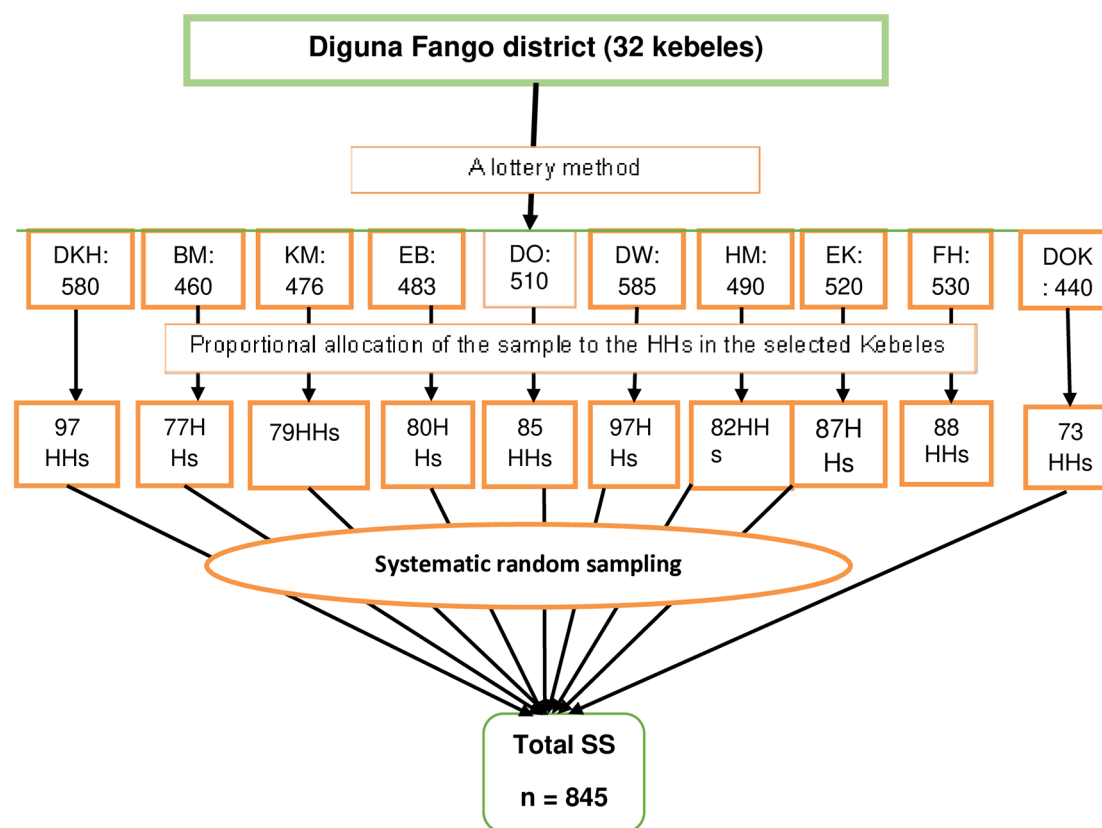 Diguna Fango district (32 kebeles)
A lottery method
DKH:
580
BM:
460
KM:
476
EB:
483
DO:
510
DW:
585
HM:
490
EK:
520
FH:
530
DOK
: 440
Proportional allocation of the sample to the HHs in the selected Kebeles
97
HHs
77H
Hs
79HHs
80H
Hs
85
HHs
97H
Hs
82HH
s
87H
Hs
88
HHs
73
HHs
Systematic random sampling
Total SS
n = 845